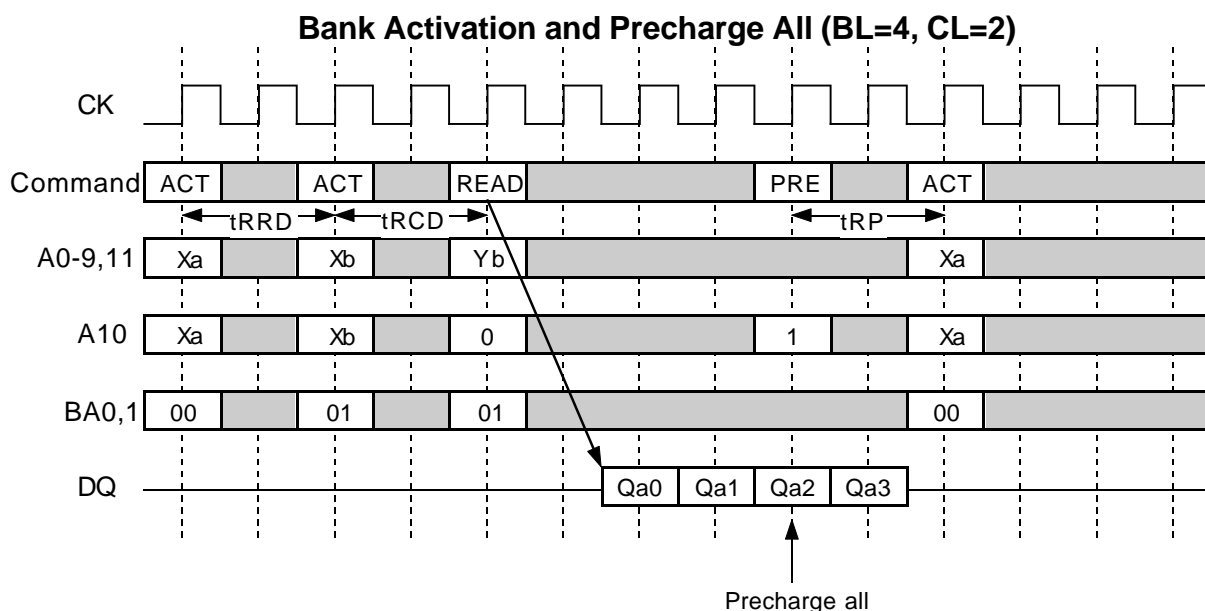 Bank Activation and Precharge All (BL=4, CL=2)
CK
Command ACT ACT READ PRE ACT
tRRD tRCD tRP
A0-9,11 Xa Xb Yb Xa
A10 Xa Xb 0 1 Xa
BA0,1 00 01 01 00
DQ Qa0 Qa1 Qa2 Qa3
Precharge all